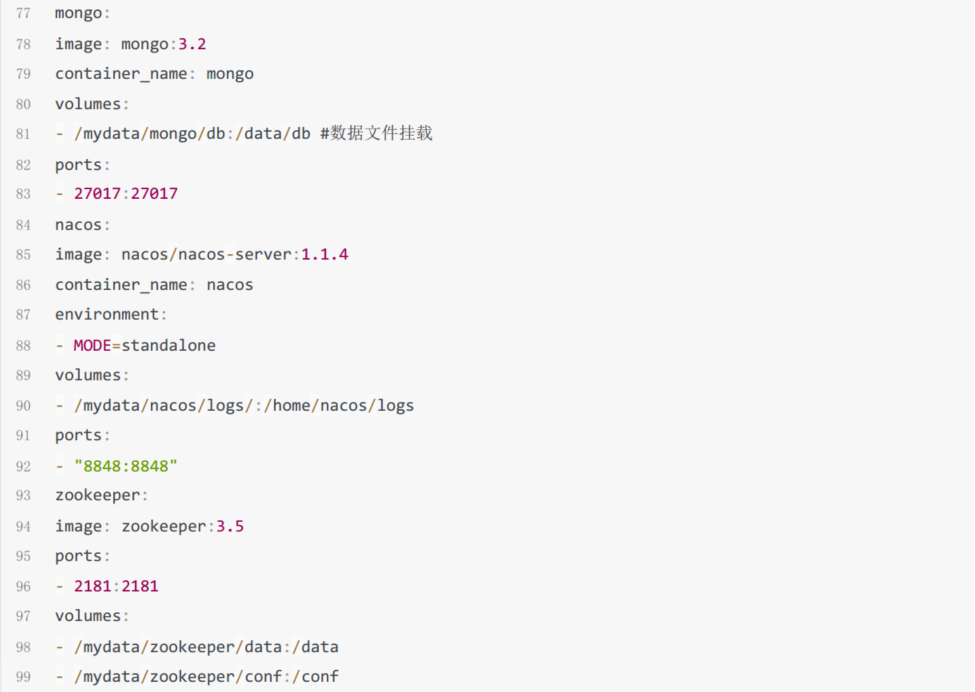 77 mongo:
78 image: mongo:3.2
79 container_name: mongo
80 volumes:
81 - /mydata/mongo/db:/data/db #数据文件挂载
82 ports:
83 - 27017:27017
84 nacos:
85 image: nacos/nacos-server:1.1.4
86 container_name: nacos
87 environment:
88 - MODE=standalone
89 volumes:
90 - /mydata/nacos/logs/:/home/nacos/logs
91 ports:
92 - "8848:8848"
93 zookeeper:
94 image: zookeeper:3.5
95 ports:
96 - 2181:2181
97 volumes:
98 - /mydata/zookeeper/data:/data
99 - /mydata/zookeeper/conf:/conf